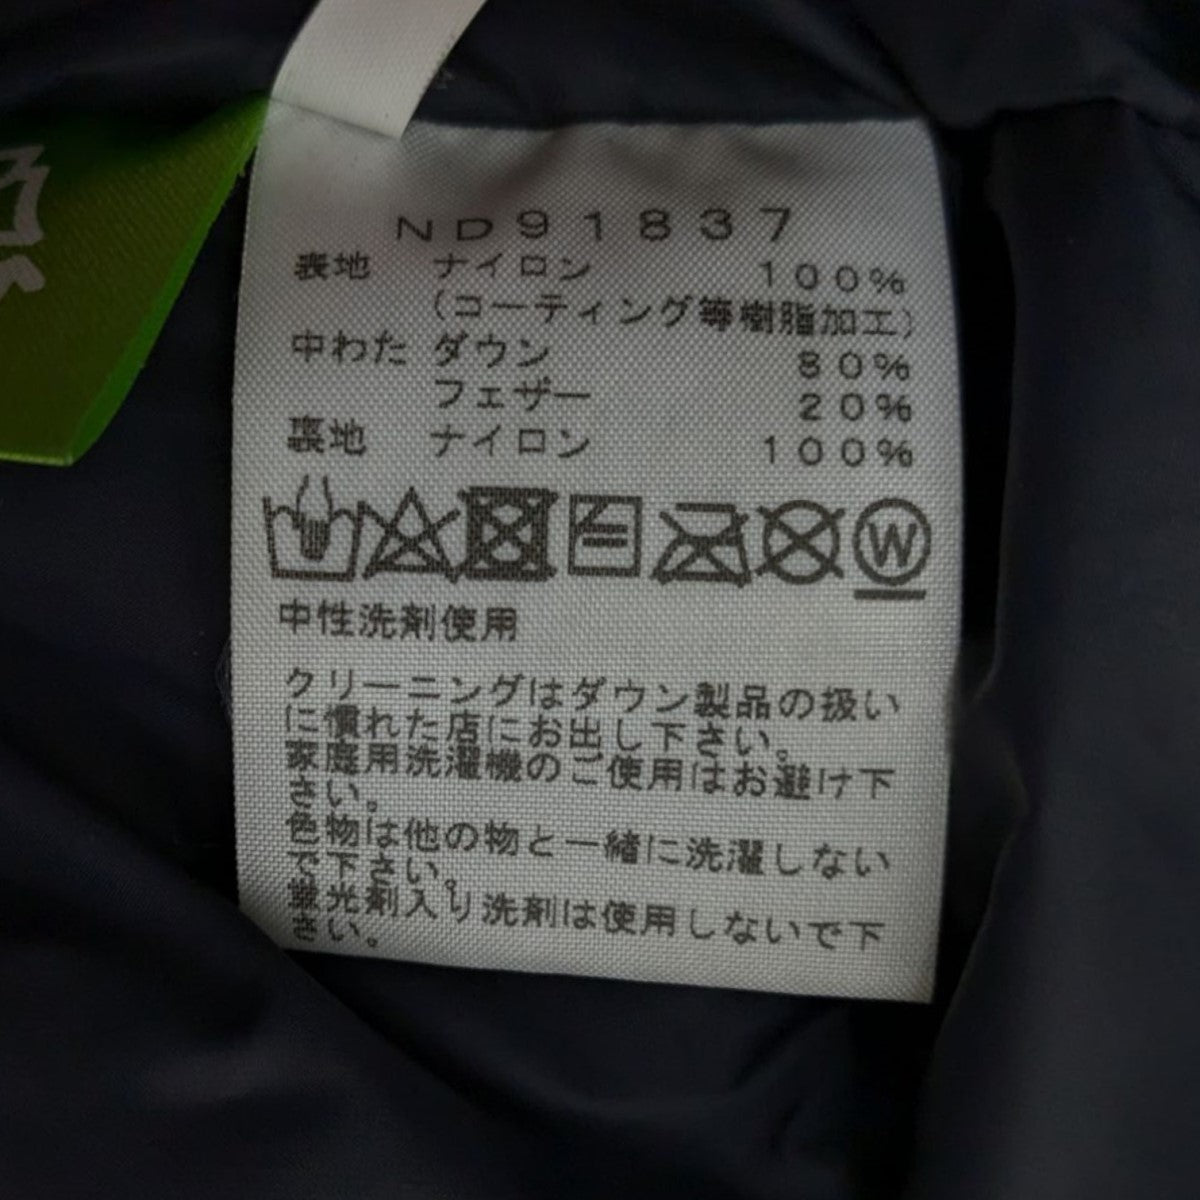 ND91837
表地 ナイロン 100%
(コーティング等樹脂加工)
中わた ダウン 80%
フェザー 20%
裏地 ナイロン 100%
W
中性洗剤使用
クリーニングはダウン製品の扱い
に慣れた店にお出し下さい。
家庭用洗濯機のご使用はお避け下
さい。
色物は他の物と一緒に洗濯しない
で下さい。
蛍光剤入り洗剤は使用しないで下
さい。